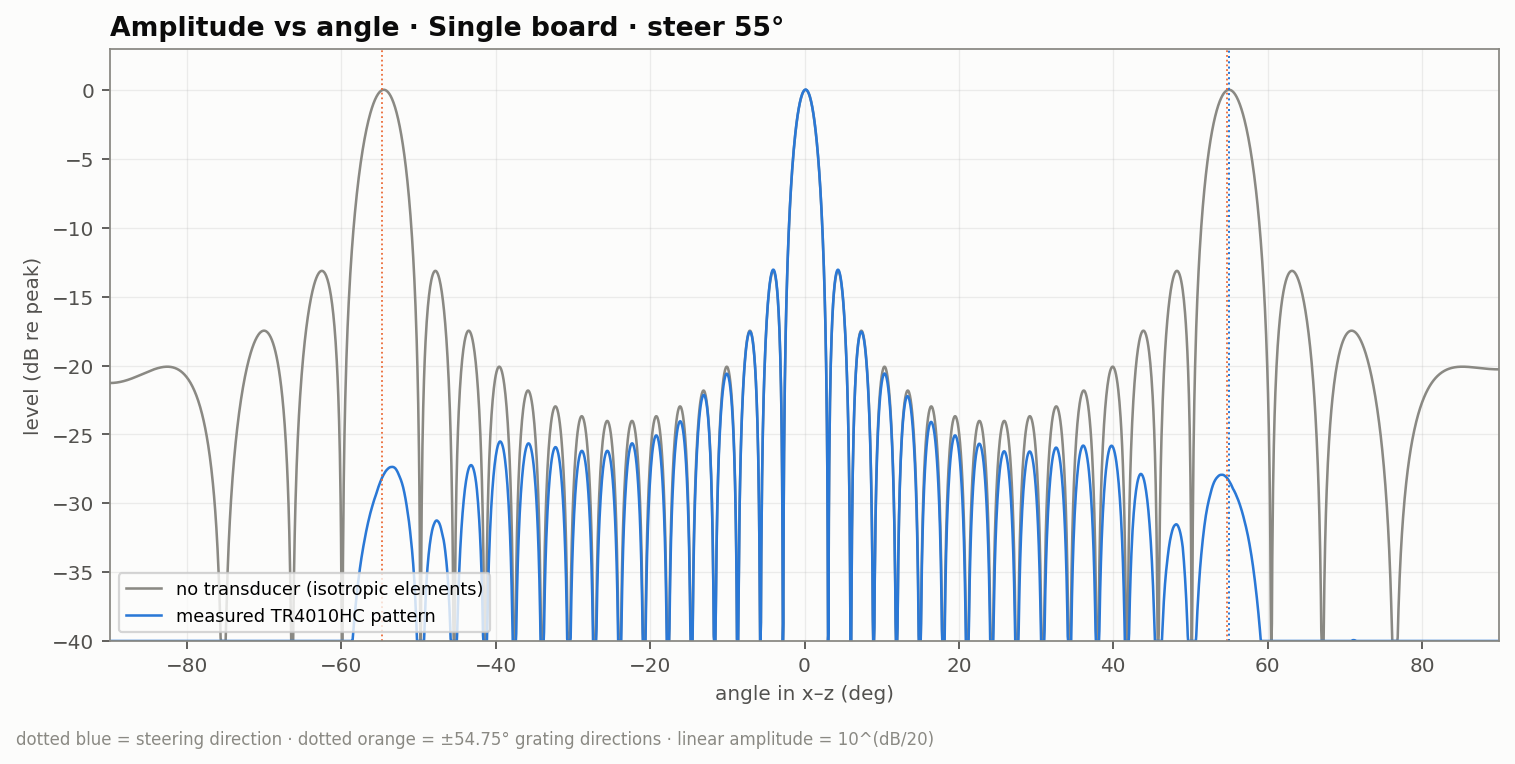 Amplitude vs angle · Single board · steer 55°
level (dB re peak)
0
−5
−10
−15
−20
−25
−30
−35
−40
no transducer (isotropic elements)
measured TR4010HC pattern
−80 −60 −40 −20 0 20 40 60 80
angle in x–z (deg)
dotted blue = steering direction · dotted orange = ±54.75° grating directions · linear amplitude = 10^(dB/20)